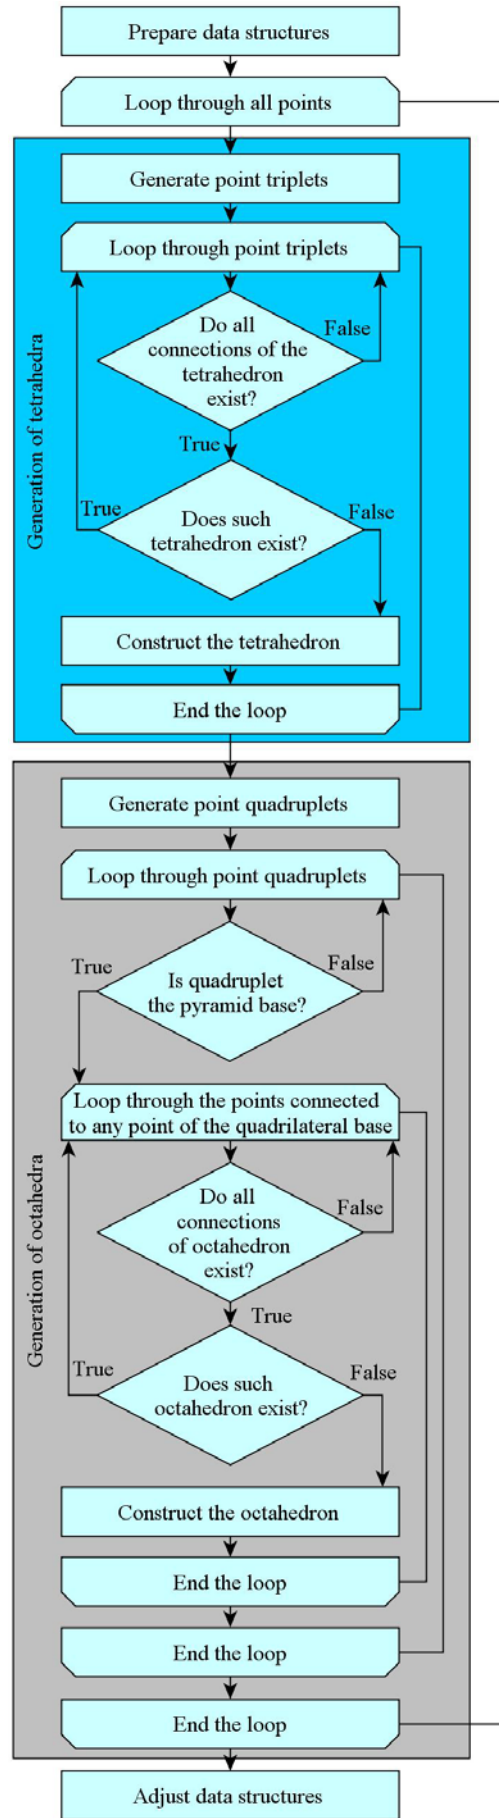 Prepare data structures
Loop through all points
Generation of tetrahedra
Generate point triplets
Loop through point triplets
Do all
connections of the
tetrahedron
exist?
False
True
Does such
tetrahedron exist?
True
False
Construct the tetrahedron
End the loop
Generation of octahedra
Generate point quadruplets
Loop through point quadruplets
Is quadruplet
the pyramid base?
True
False
Loop through the points connected
to any point of the quadrilateral base
Do all
connections
of octahedron
exist?
False
True
Does such
octahedron exist?
True
False
Construct the octahedron
End the loop
End the loop
End the loop
Adjust data structures